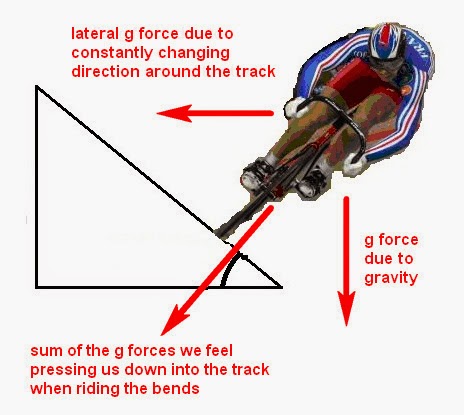 lateral g force due to
constantly changing
direction around the track
g force
due to
gravity
sum of the g forces we feel
pressing us down into the track
when riding the bends